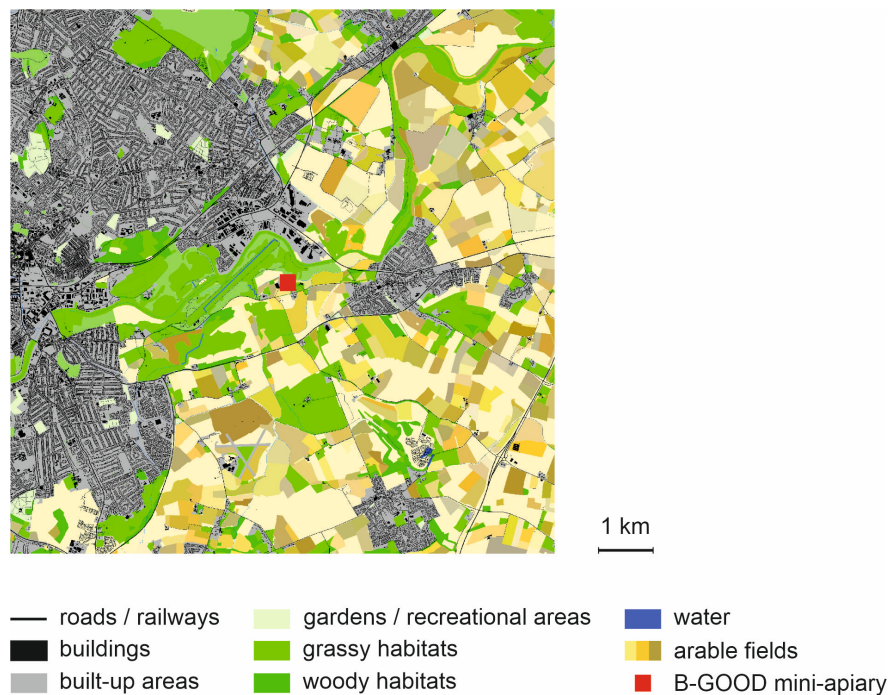 1 km
roads / railways
gardens / recreational areas
water
buildings
grassy habitats
arable fields
built-up areas
woody habitats
B-GOOD mini-apiary